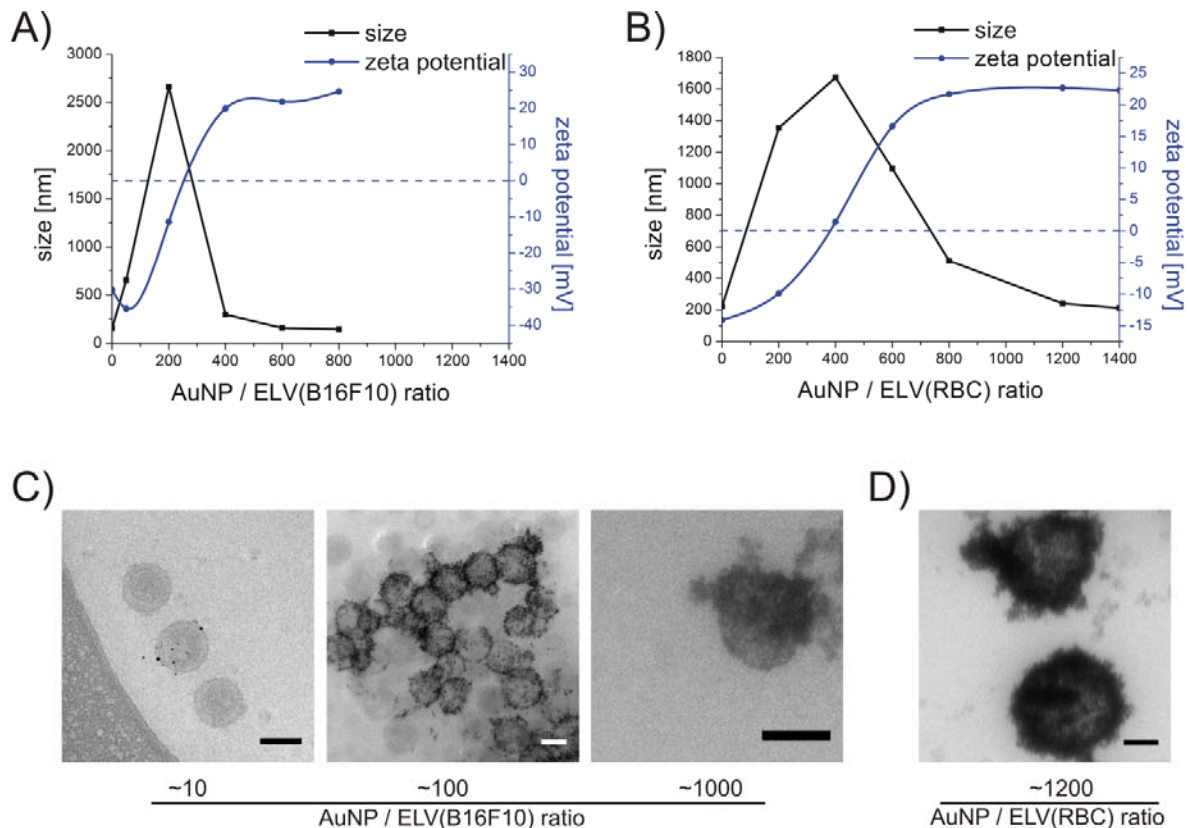 A)
size
zeta potential
3000
2500
2000
1500
1000
500
0
size [nm]
30
20
10
0
-10
-20
-30
-40
zeta potential [mV]
0 200 400 600 800 1000 1200 1400
AuNP / ELV(B16F10) ratio
B)
size
zeta potential
1800
1600
1400
1200
1000
800
600
400
200
0
size [nm]
25
20
15
10
5
0
-5
-10
-15
zeta potential [mV]
0 200 400 600 800 1000 1200 1400
AuNP / ELV(RBC) ratio
C)
~10 ~100 ~1000
AuNP / ELV(B16F10) ratio
D)
~1200
AuNP / ELV(RBC) ratio